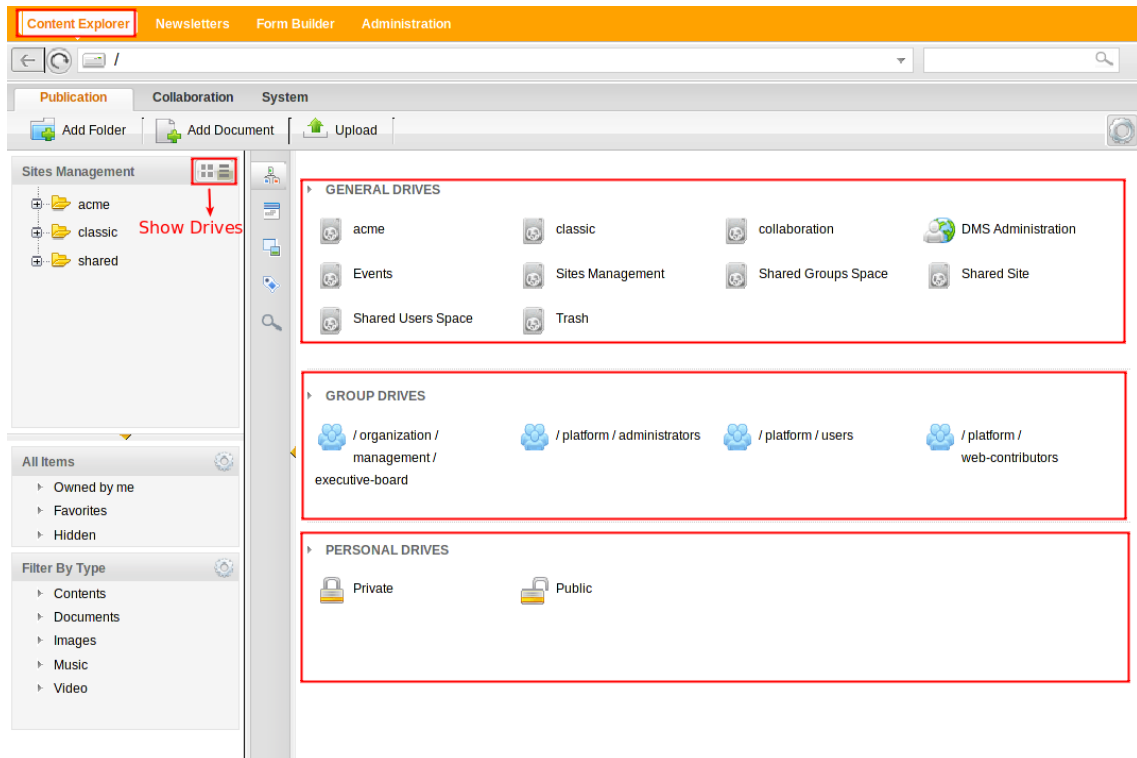 Content Explorer Newsletters Form Builder Administration
/
Publication Collaboration System
Add Folder Add Document Upload
Sites Management
acme
classic
shared
Show Drives
All Items
Owned by me
Favorites
Hidden
Filter By Type
Contents
Documents
Images
Music
Video
GENERAL DRIVES
acme classic collaboration DMS Administration
Events Sites Management Shared Groups Space Shared Site
Shared Users Space Trash
GROUP DRIVES
/ organization /
management /
executive-board
/ platform / administrators
/ platform / users
/ platform /
web-contributors
PERSONAL DRIVES
Private Public